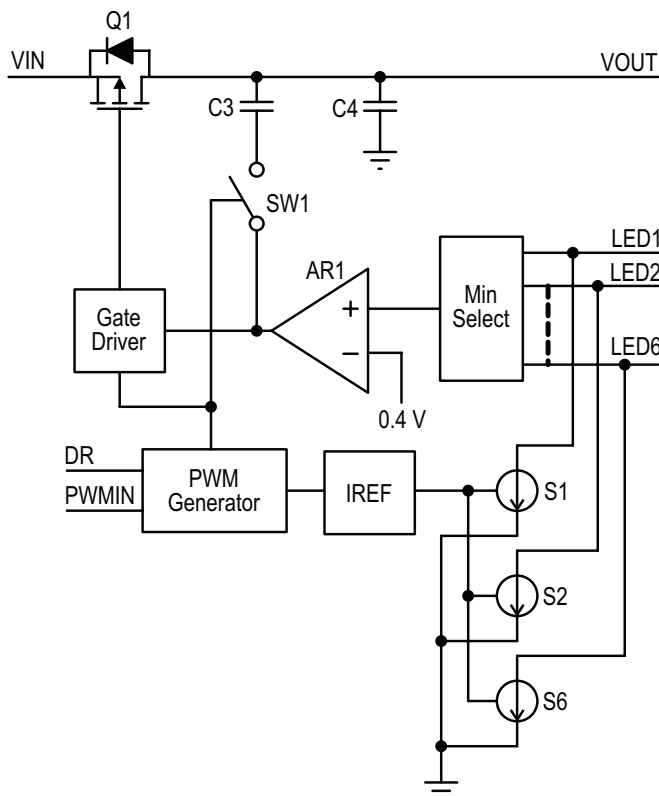 Q1
VIN
VOUT
C3
C4
SW1
AR1
LED1
LED2
LED6
Min
Select
+
−
0.4 V
Gate
Driver
DR
PWMIN
PWM
Generator
IREF
S1
S2
S6